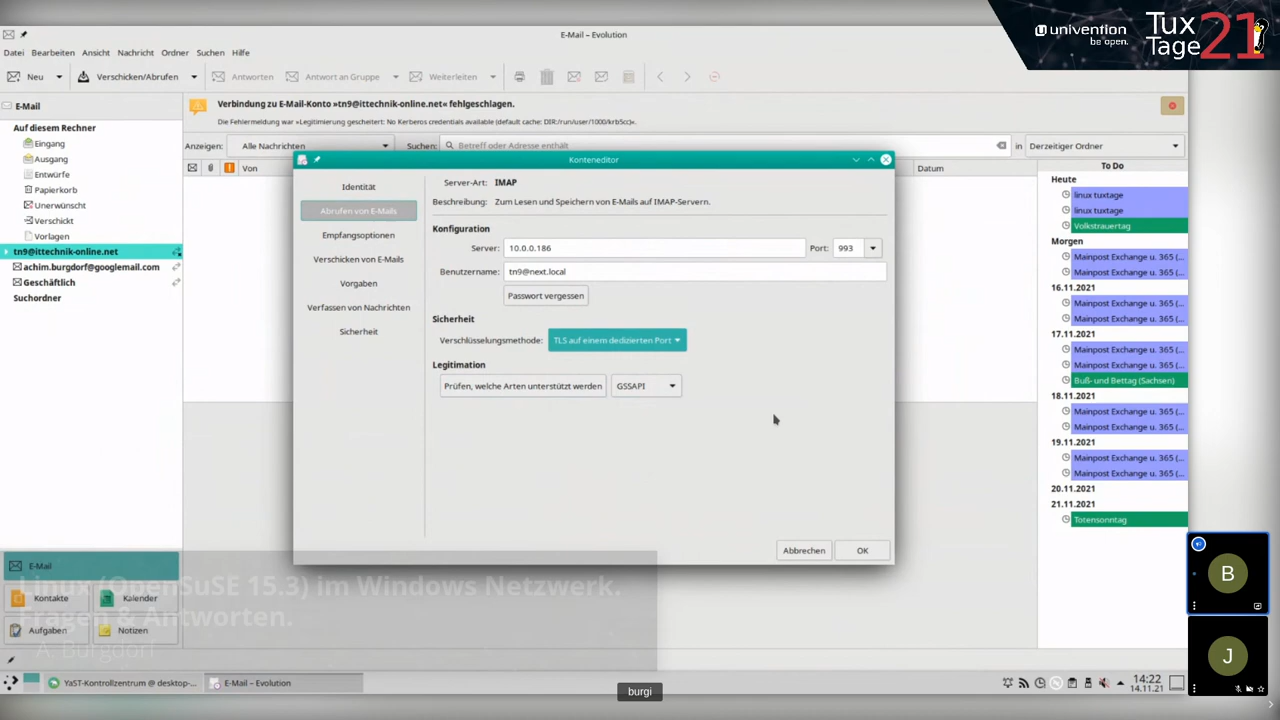 univention
be open.
Tux
Tage
21
E-Mail – Evolution
Datei Bearbeiten Ansicht Nachricht Ordner Suchen Hilfe
Neu Verschicken/Abrufen Antworten Antwort an Gruppe Weiterleiten
E-Mail
Verbindung zu E-Mail-Konto »tn9@ittechnik-online.net« fehlgeschlagen.
Die Fehlermeldung war »Legitimierung gescheitert: No Kerberos credentials available (default cache: DIR:/run/user/1000/krb5cc)«.
Anzeigen: Alle Nachrichten Suchen: Betreff oder Adresse enthält in Derzeitiger Ordner
Von Datum
Auf diesem Rechner
Eingang
Ausgang
Entwürfe
Papierkorb
Unerwünscht
Verschickt
Vorlagen
tn9@ittechnik-online.net
achim.burgdorf@googlemail.com
Geschäftlich
Suchordner
E-Mail
Kontakte Kalender
Aufgaben Notizen
Konteneditor
Identität
Abrufen von E-Mails
Empfangsoptionen
Verschicken von E-Mails
Vorgaben
Verfassen von Nachrichten
Sicherheit
Server-Art: IMAP
Beschreibung: Zum Lesen und Speichern von E-Mails auf IMAP-Servern.
Konfiguration
Server: 10.0.0.186 Port: 993
Benutzername: tn9@next.local
Passwort vergessen
Sicherheit
Verschlüsselungsmethode: TLS auf einem dedizierten Port
Legitimation
Prüfen, welche Arten unterstützt werden GSSAPI
Abbrechen OK
To Do
Heute
linux tuxtage
linux tuxtage
Volkstrauertag
Morgen
Mainpost Exchange u. 365 (...
Mainpost Exchange u. 365 (...
16.11.2021
Mainpost Exchange u. 365 (...
Mainpost Exchange u. 365 (...
17.11.2021
Mainpost Exchange u. 365 (...
Mainpost Exchange u. 365 (...
Buß- und Bettag (Sachsen)
18.11.2021
Mainpost Exchange u. 365 (...
Mainpost Exchange u. 365 (...
19.11.2021
Mainpost Exchange u. 365 (...
Mainpost Exchange u. 365 (...
20.11.2021
21.11.2021
Totensonntag
Linux (OpenSuSE 15.3) im Windows Netzwerk.
Fragen & Antworten.
A. Burgdorf
B
J
YaST-Kontrollzentrum @ desktop-... E-Mail – Evolution
14:22
14.11.21
burgi